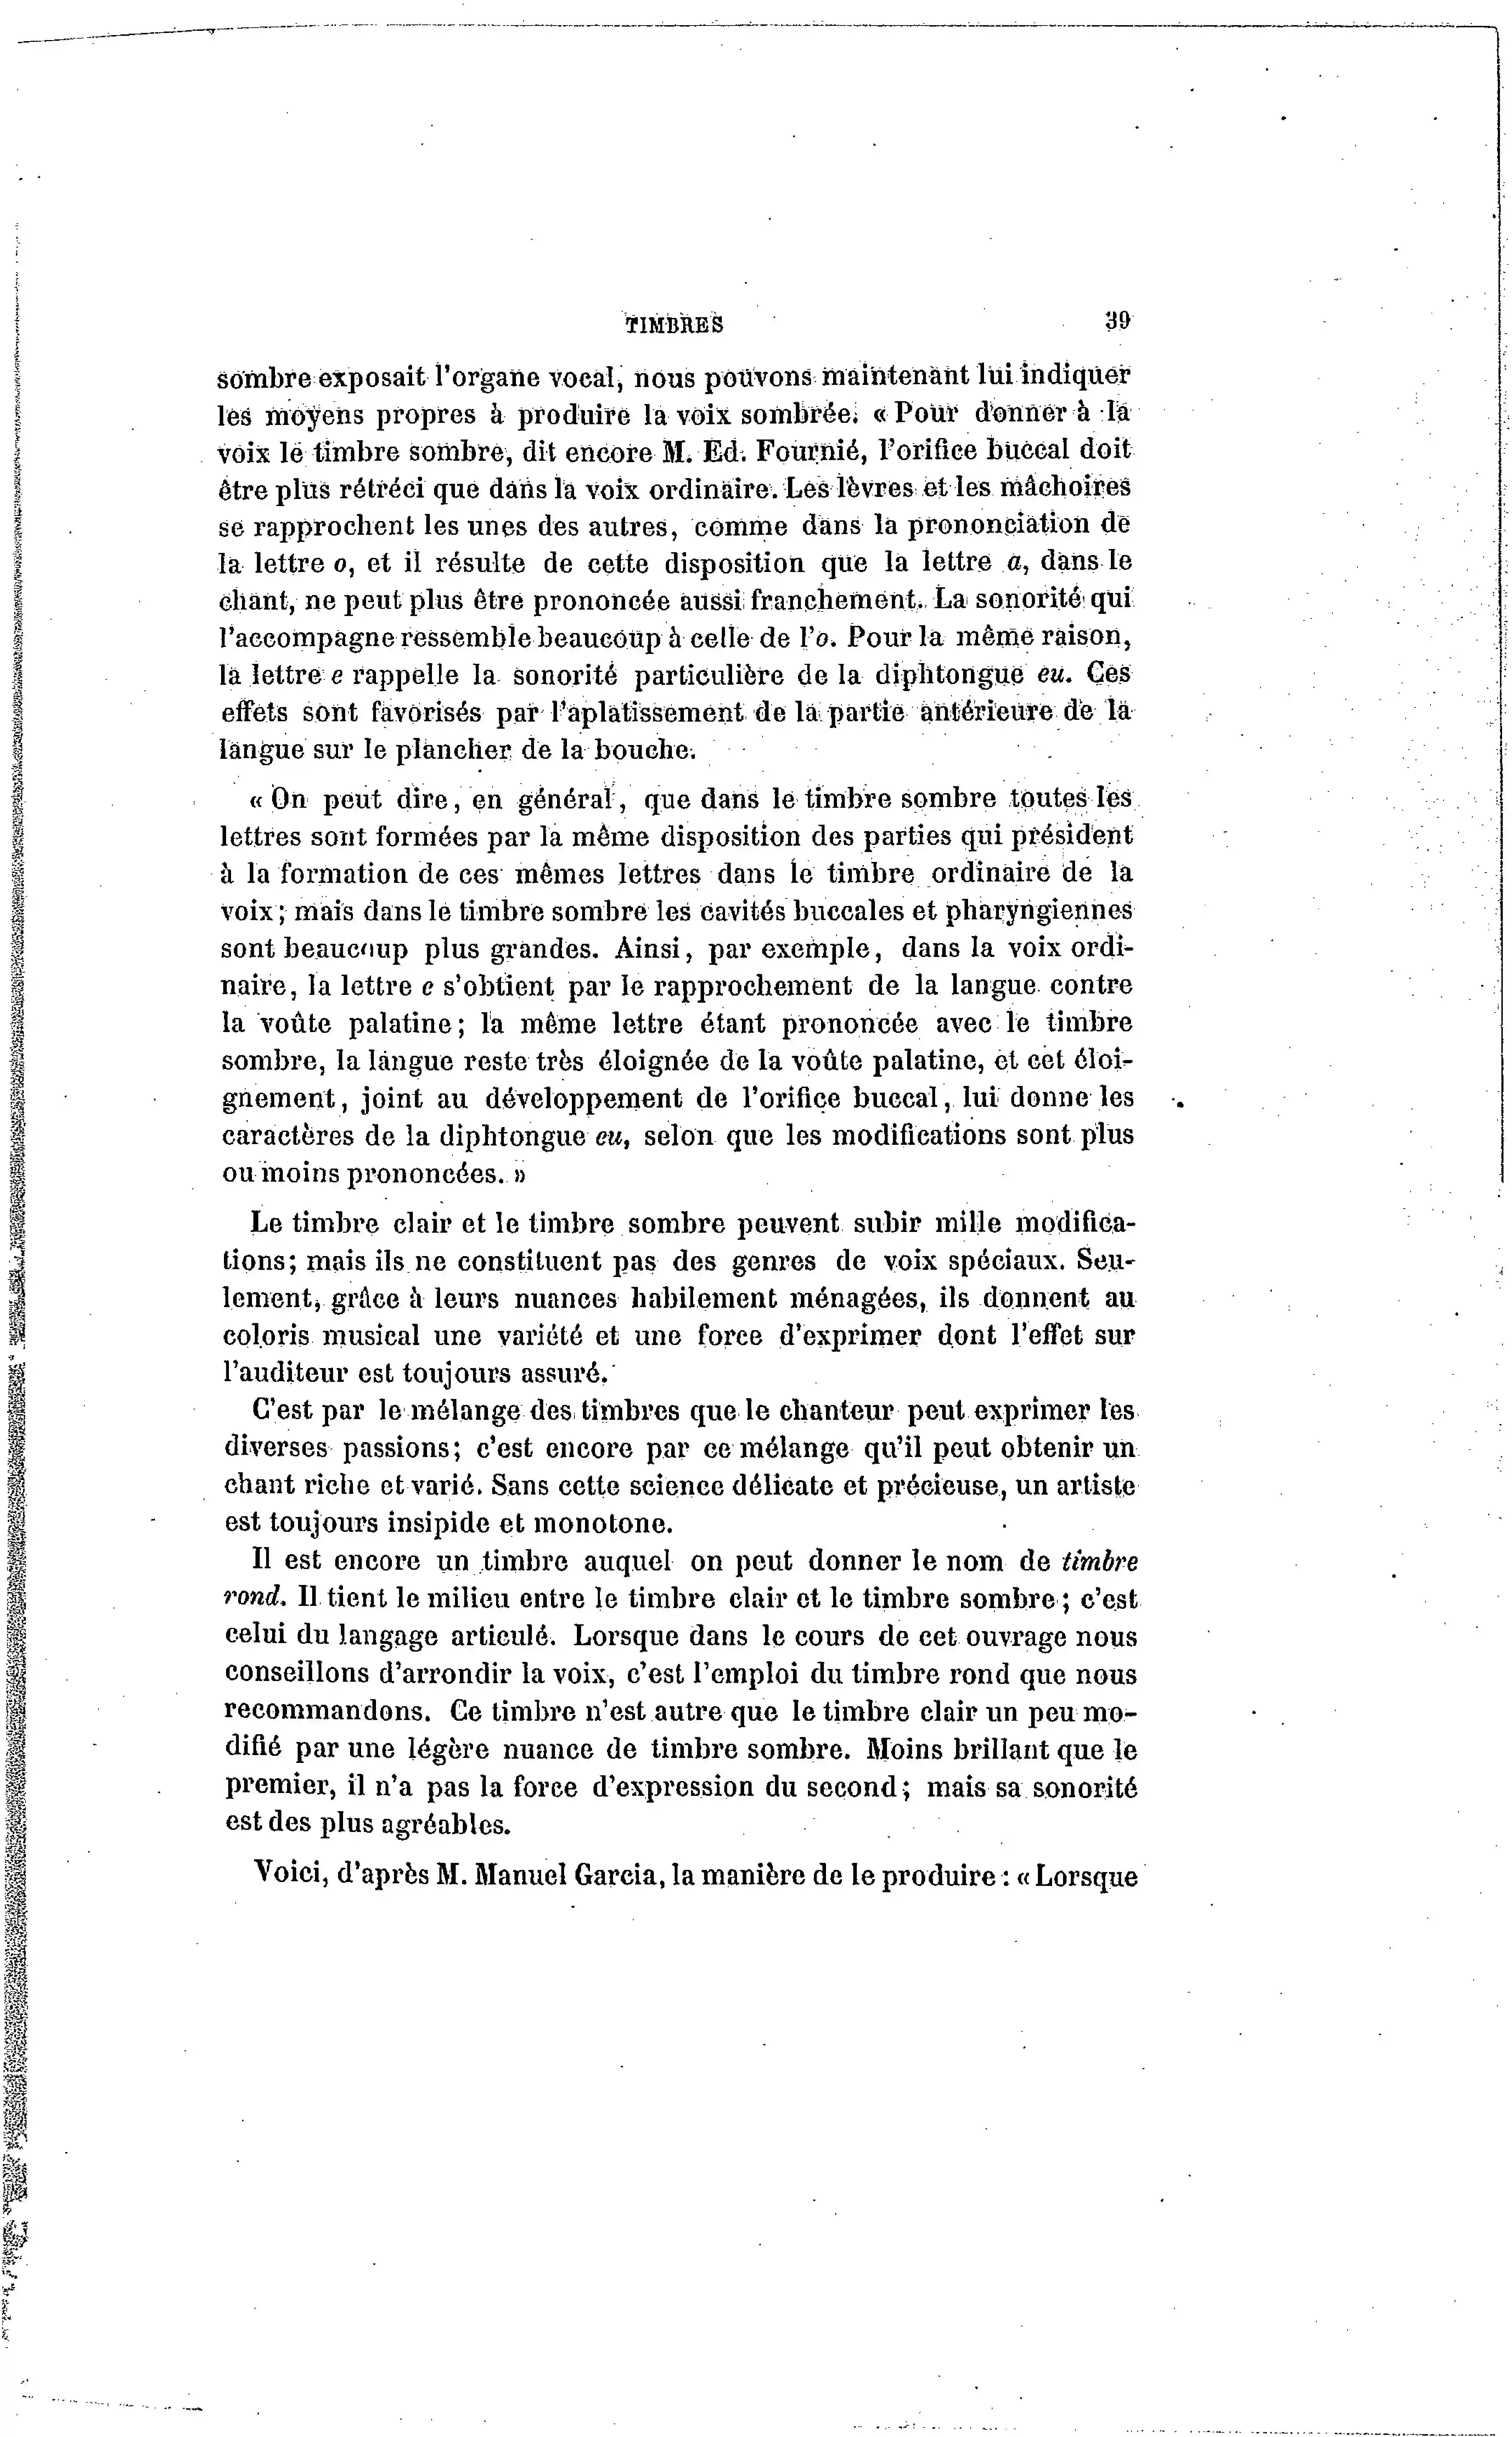 TIMBRES 39
sombre exposait l'organe vocal, nous pouvons maintenant lui indiquer
les moyens propres à produire la voix sombrée. « Pour donner à la
voix le timbre sombre, dit encore M. Ed. Fournié, l'orifice buccal doit
être plus rétréci que dans la voix ordinaire. Les lèvres et les mâchoires
se rapprochent les unes des autres, comme dans la prononciation de
la lettre o, et il résulte de cette disposition que la lettre a, dans le
chant, ne peut plus être prononcée aussi franchement. La sonorité qui
l'accompagne ressemble beaucoup à celle de l'o. Pour la même raison,
la lettre e rappelle la sonorité particulière de la diphtongue eu. Ces
effets sont favorisés par l'aplatissement de la partie antérieure de la
langue sur le plancher de la bouche.
« On peut dire, en général, que dans le timbre sombre toutes les
lettres sont formées par la même disposition des parties qui président
à la formation de ces mêmes lettres dans le timbre ordinaire de la
voix; mais dans le timbre sombre les cavités buccales et pharyngiennes
sont beaucoup plus grandes. Ainsi, par exemple, dans la voix ordi-
naire, la lettre e s'obtient par le rapprochement de la langue contre
la voûte palatine; la même lettre étant prononcée avec le timbre
sombre, la langue reste très éloignée de la voûte palatine, et cet éloi-
gnement, joint au développement de l'orifice buccal, lui donne les
caractères de la diphtongue eu, selon que les modifications sont plus
ou moins prononcées. »
Le timbre clair et le timbre sombre peuvent subir mille modifica-
tions; mais ils ne constituent pas des genres de voix spéciaux. Seu-
lement, grâce à leurs nuances habilement ménagées, ils donnent au
coloris musical une variété et une force d'exprimer dont l'effet sur
l'auditeur est toujours assuré.
C'est par le mélange des timbres que le chanteur peut exprimer les
diverses passions; c'est encore par ce mélange qu'il peut obtenir un
chant riche et varié. Sans cette science délicate et précieuse, un artiste
est toujours insipide et monotone.
Il est encore un timbre auquel on peut donner le nom de timbre
rond. Il tient le milieu entre le timbre clair et le timbre sombre; c'est
celui du langage articulé. Lorsque dans le cours de cet ouvrage nous
conseillons d'arrondir la voix, c'est l'emploi du timbre rond que nous
recommandons. Ce timbre n'est autre que le timbre clair un peu mo-
difié par une légère nuance de timbre sombre. Moins brillant que le
premier, il n'a pas la force d'expression du second; mais sa sonorité
est des plus agréables.
Voici, d'après M. Manuel Garcia, la manière de le produire : « Lorsque